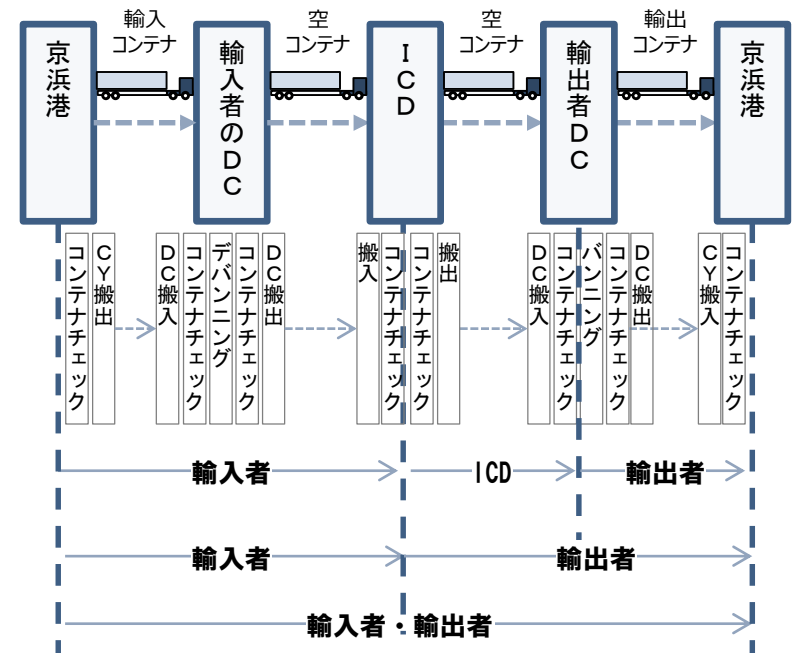 輸入
コンテナ
空
コンテナ
空
コンテナ
輸出
コンテナ
京浜港
輸入者のDC
ICD
輸出者DC
京浜港
コンテナチェック
CY搬出
DC搬入
コンテナチェック
デバンニング
コンテナチェック
DC搬出
搬入
コンテナチェック
コンテナチェック
搬出
DC搬入
コンテナチェック
バンニング
コンテナチェック
DC搬出
CY搬入
コンテナチェック
輸入者
ICD
輸出者
輸入者
輸出者
輸入者・輸出者